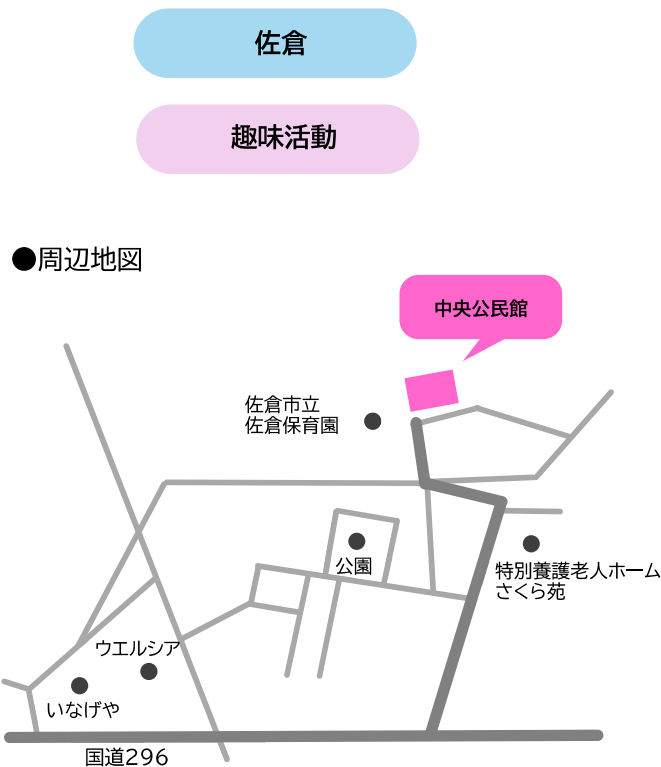 佐倉
趣味活動
●周辺地図
中央公民館
佐倉市立
佐倉保育園
公園
特別養護老人ホーム
さくら苑
ウエルシア
いなげや
国道296